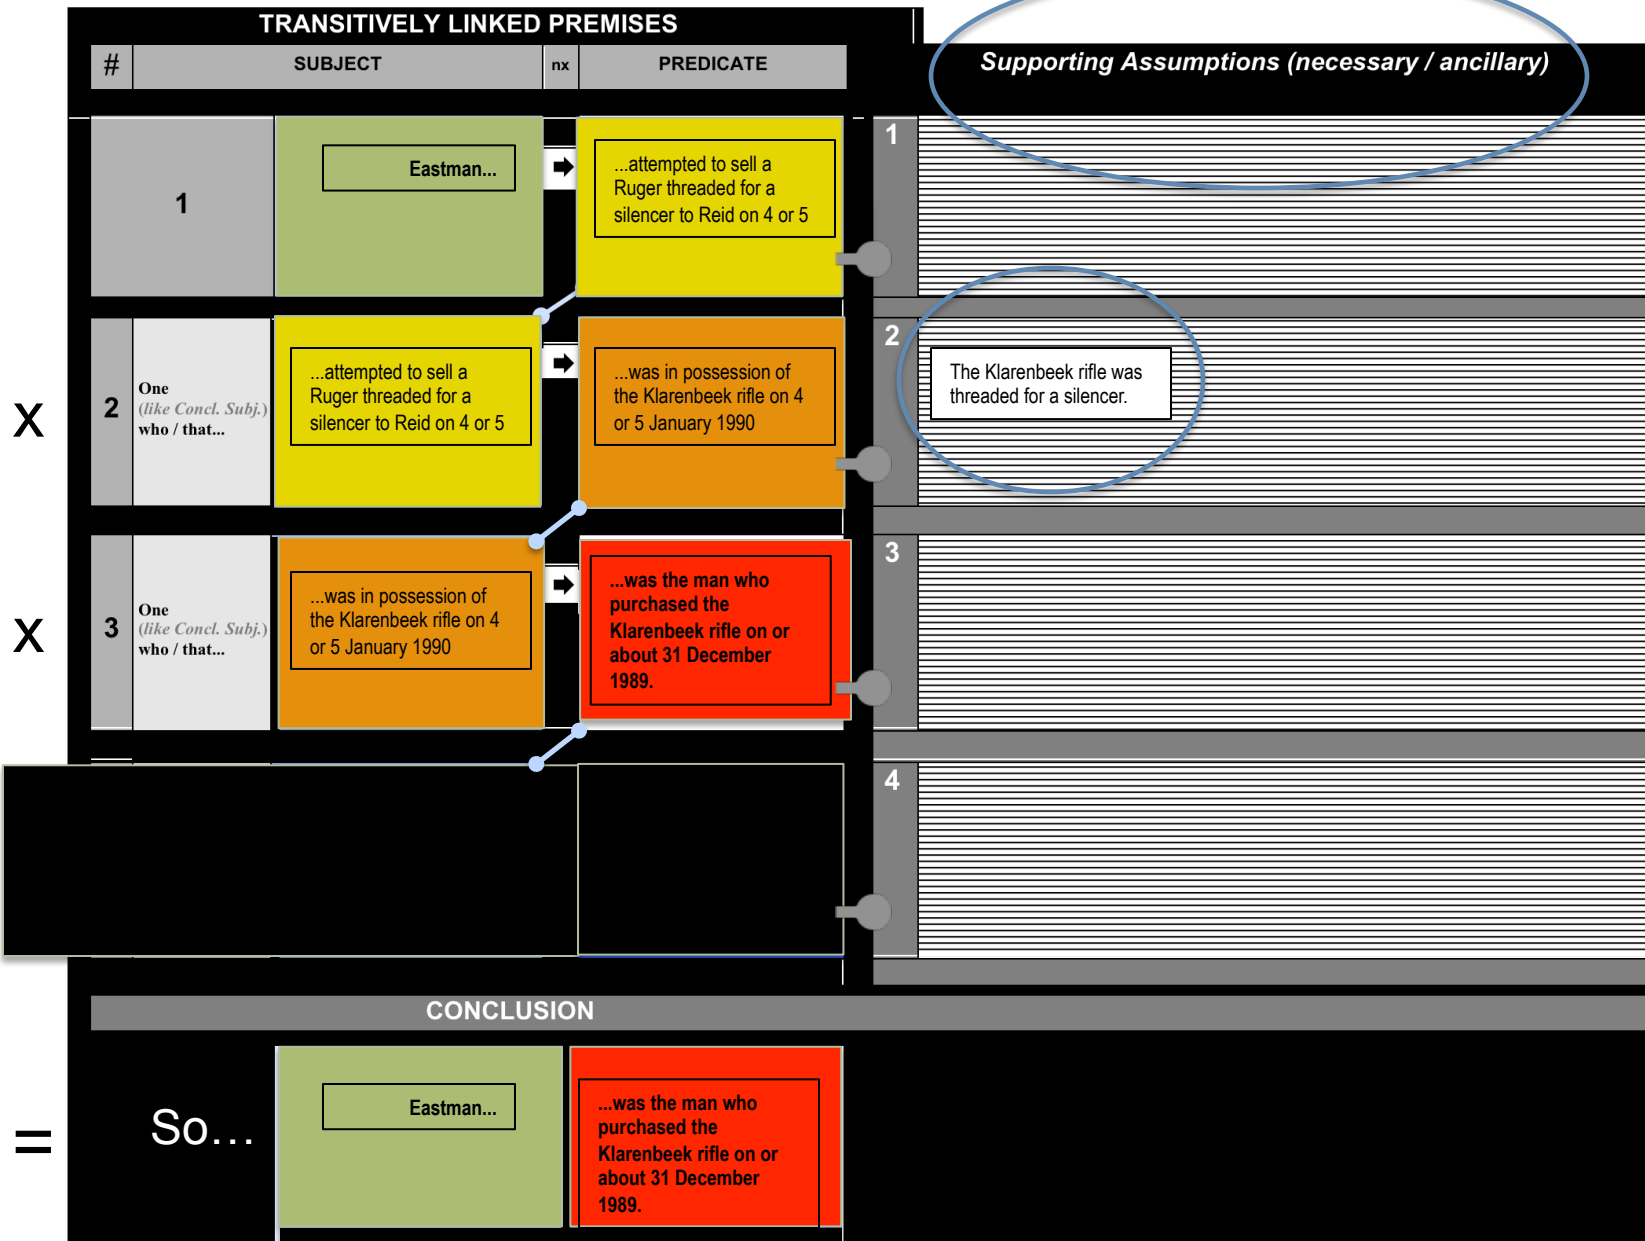 TRANSITIVELY LINKED PREMISES
# SUBJECT nx PREDICATE
Supporting Assumptions (necessary / ancillary)
1
Eastman...
...attempted to sell a
Ruger threaded for a
silencer to Reid on 4 or 5
1
x
2
One
(like Concl. Subj.)
who / that...
...attempted to sell a
Ruger threaded for a
silencer to Reid on 4 or 5
...was in possession of
the Klarenbeek rifle on 4
or 5 January 1990
2
The Klarenbeek rifle was
threaded for a silencer.
x
3
One
(like Concl. Subj.)
who / that...
...was in possession of
the Klarenbeek rifle on 4
or 5 January 1990
...was the man who
purchased the
Klarenbeek rifle on or
about 31 December
1989.
3
4
CONCLUSION
=
So...
Eastman...
...was the man who
purchased the
Klarenbeek rifle on or
about 31 December
1989.